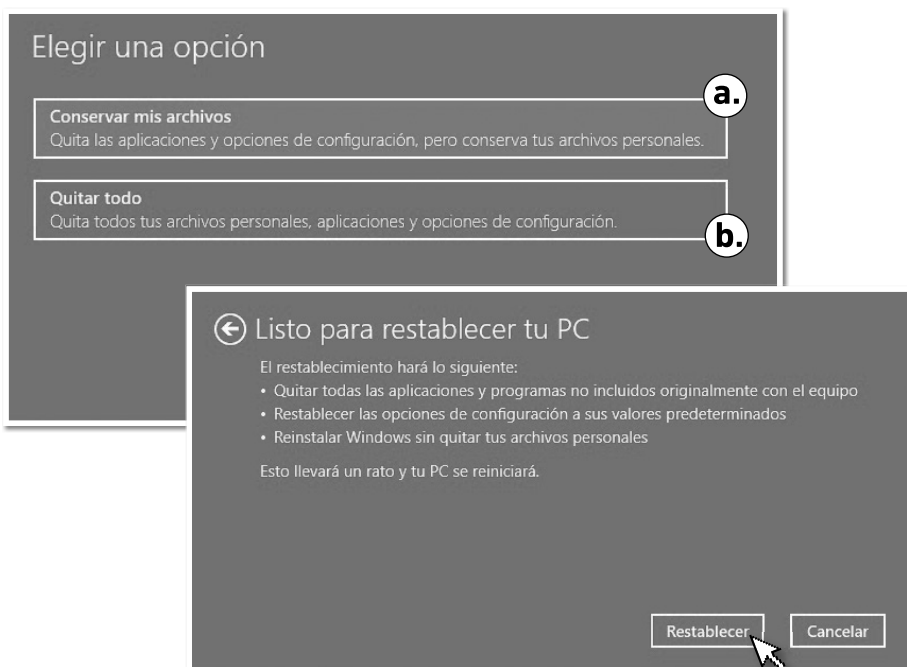 Elegir una opción
a.
Conservar mis archivos
Quita las aplicaciones y opciones de configuración, pero conserva tus archivos personales.
Quitar todo
Quita todos tus archivos personales, aplicaciones y opciones de configuración.
b.
Listo para restablecer tu PC
El restablecimiento hará lo siguiente:
• Quitar todas las aplicaciones y programas no incluidos originalmente con el equipo
• Restablecer las opciones de configuración a sus valores predeterminados
• Reinstalar Windows sin quitar tus archivos personales
Esto llevará un rato y tu PC se reiniciará.
Restablecer Cancelar